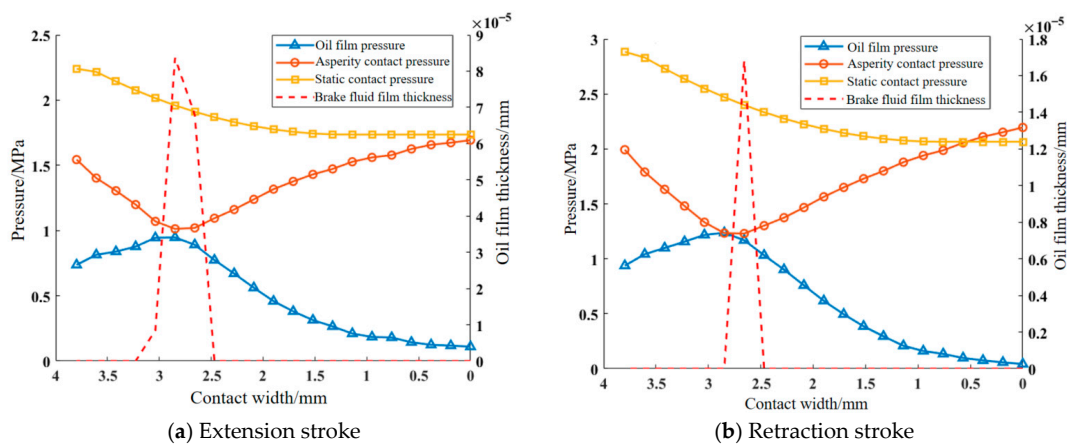 ×10⁻⁵
2.5
2
1.5
1
0.5
0
Pressure/MPa
Oil film pressure
Asperity contact pressure
Static contact pressure
Brake fluid film thickness
9
8
7
6
5
4
3
2
1
0
Oil film thickness/mm
4 3.5 3 2.5 2 1.5 1 0.5 0
Contact width/mm
(a) Extension stroke
×10⁻⁵
3
2.5
2
1.5
1
0.5
0
Pressure/MPa
Oil film pressure
Asperity contact pressure
Static contact pressure
Brake fluid film thickness
1.8
1.6
1.4
1.2
1
0.8
0.6
0.4
0.2
0
Oil film thickness/mm
4 3.5 3 2.5 2 1.5 1 0.5 0
Contact width/mm
(b) Retraction stroke